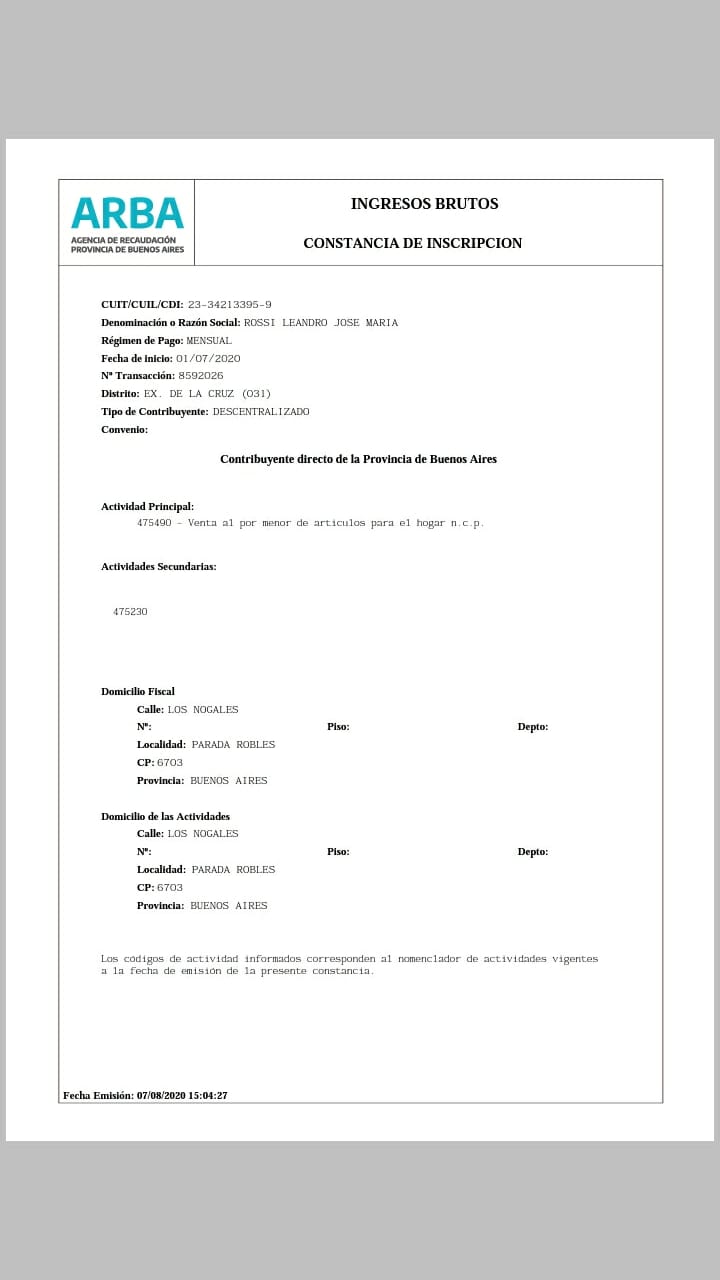 ARBA
AGENCIA DE RECAUDACIÓN
PROVINCIA DE BUENOS AIRES
INGRESOS BRUTOS
CONSTANCIA DE INSCRIPCION
CUIT/CUIL/CDI: 23-34213395-9
Denominación o Razón Social: ROSSI LEANDRO JOSE MARIA
Régimen de Pago: MENSUAL
Fecha de inicio: 01/07/2020
Nº Transacción: 8592026
Distrito: EX. DE LA CRUZ (031)
Tipo de Contribuyente: DESCENTRALIZADO
Convenio:
Contribuyente directo de la Provincia de Buenos Aires
Actividad Principal:
475490 - Venta al por menor de artículos para el hogar n.c.p.
Actividades Secundarias:
475230
Domicilio Fiscal
Calle: LOS NOGALES
Nº: Piso: Depto:
Localidad: PARADA ROBLES
CP: 6703
Provincia: BUENOS AIRES
Domicilio de las Actividades
Calle: LOS NOGALES
Nº: Piso: Depto:
Localidad: PARADA ROBLES
CP: 6703
Provincia: BUENOS AIRES
Los códigos de actividad informados corresponden al nomenclador de actividades vigentes
a la fecha de emisión de la presente constancia.
Fecha Emisión: 07/08/2020 15:04:27